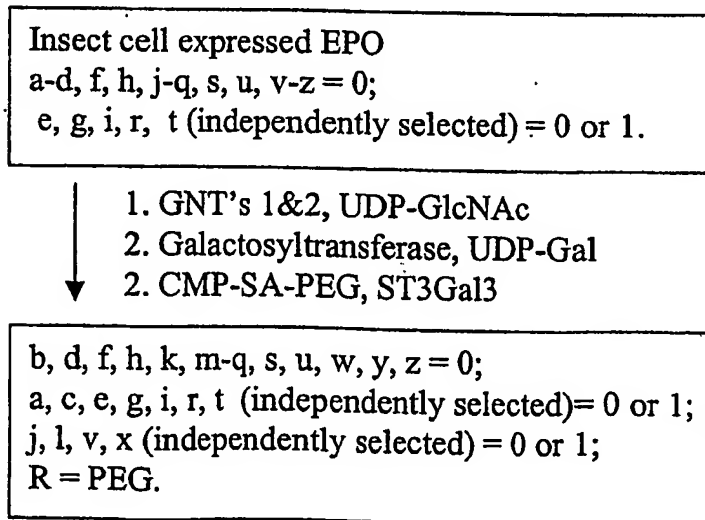 Insect cell expressed EPO
a-d, f, h, j-q, s, u, v-z = 0;
e, g, i, r, t (independently selected) = 0 or 1.
1. GNT's 1&2, UDP-GlcNAc
2. Galactosyltransferase, UDP-Gal
2. CMP-SA-PEG, ST3Gal3
b, d, f, h, k, m-q, s, u, w, y, z = 0;
a, c, e, g, i, r, t (independently selected)= 0 or 1;
j, l, v, x (independently selected) = 0 or 1;
R = PEG.